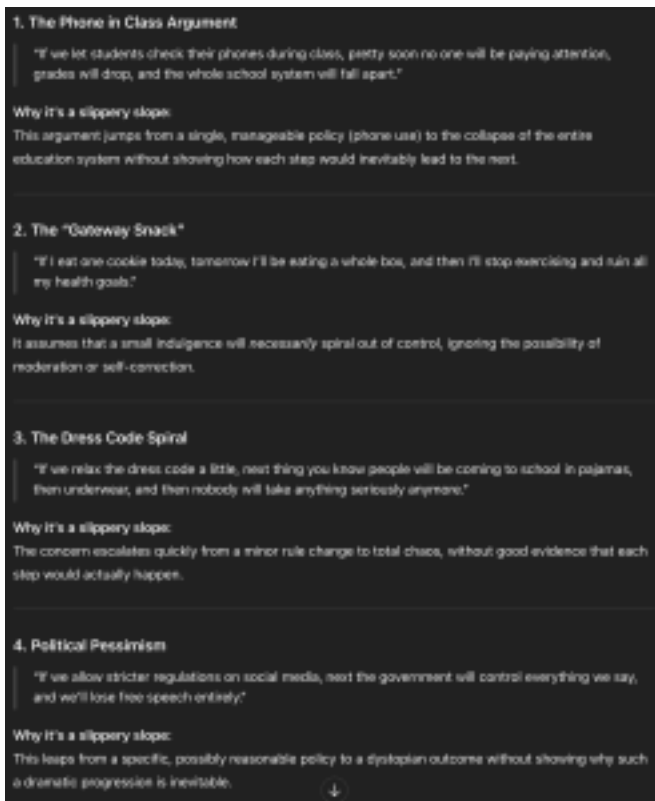 1. The Phone in Class Argument
"If we let students check their phones during class, pretty soon no one will be paying attention,
grades will drop, and the whole school system will fall apart."
Why it's a slippery slope:
This argument jumps from a single, manageable policy (phone use) to the collapse of the entire
education system without showing how each step would inevitably lead to the next.
2. The "Gateway Snack"
"If I eat one cookie today, tomorrow I'll be eating a whole box, and then I'll stop exercising and ruin all
my health goals."
Why it's a slippery slope:
It assumes that a small indulgence will necessarily spiral out of control, ignoring the possibility of
moderation or self-correction.
3. The Dress Code Spiral
"If we relax the dress code a little, next thing you know people will be coming to school in pajamas,
then underwear, and then nobody will take anything seriously anymore."
Why it's a slippery slope:
The concern escalates quickly from a minor rule change to total chaos, without good evidence that each
step would actually happen.
4. Political Pessimism
"If we allow stricter regulations on social media, next the government will control everything we say,
and we'll lose free speech entirely."
Why it's a slippery slope:
This leaps from a specific, possibly reasonable policy to a dystopian outcome without showing why such
a dramatic progression is inevitable.